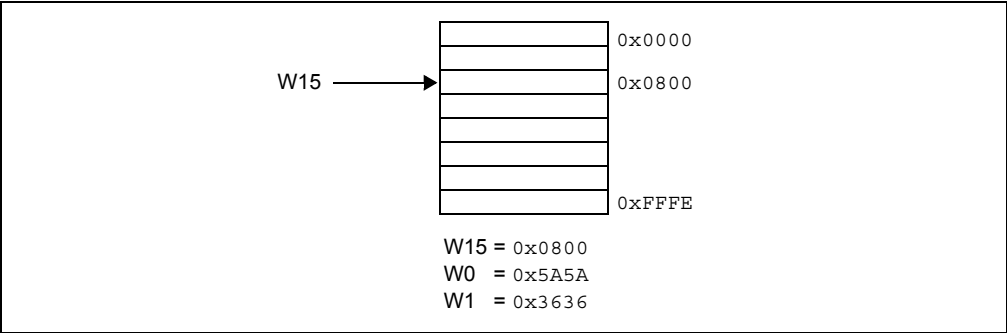 0x0000
W15 0x0800
0xFFFE
W15 = 0x0800
W0 = 0x5A5A
W1 = 0x3636